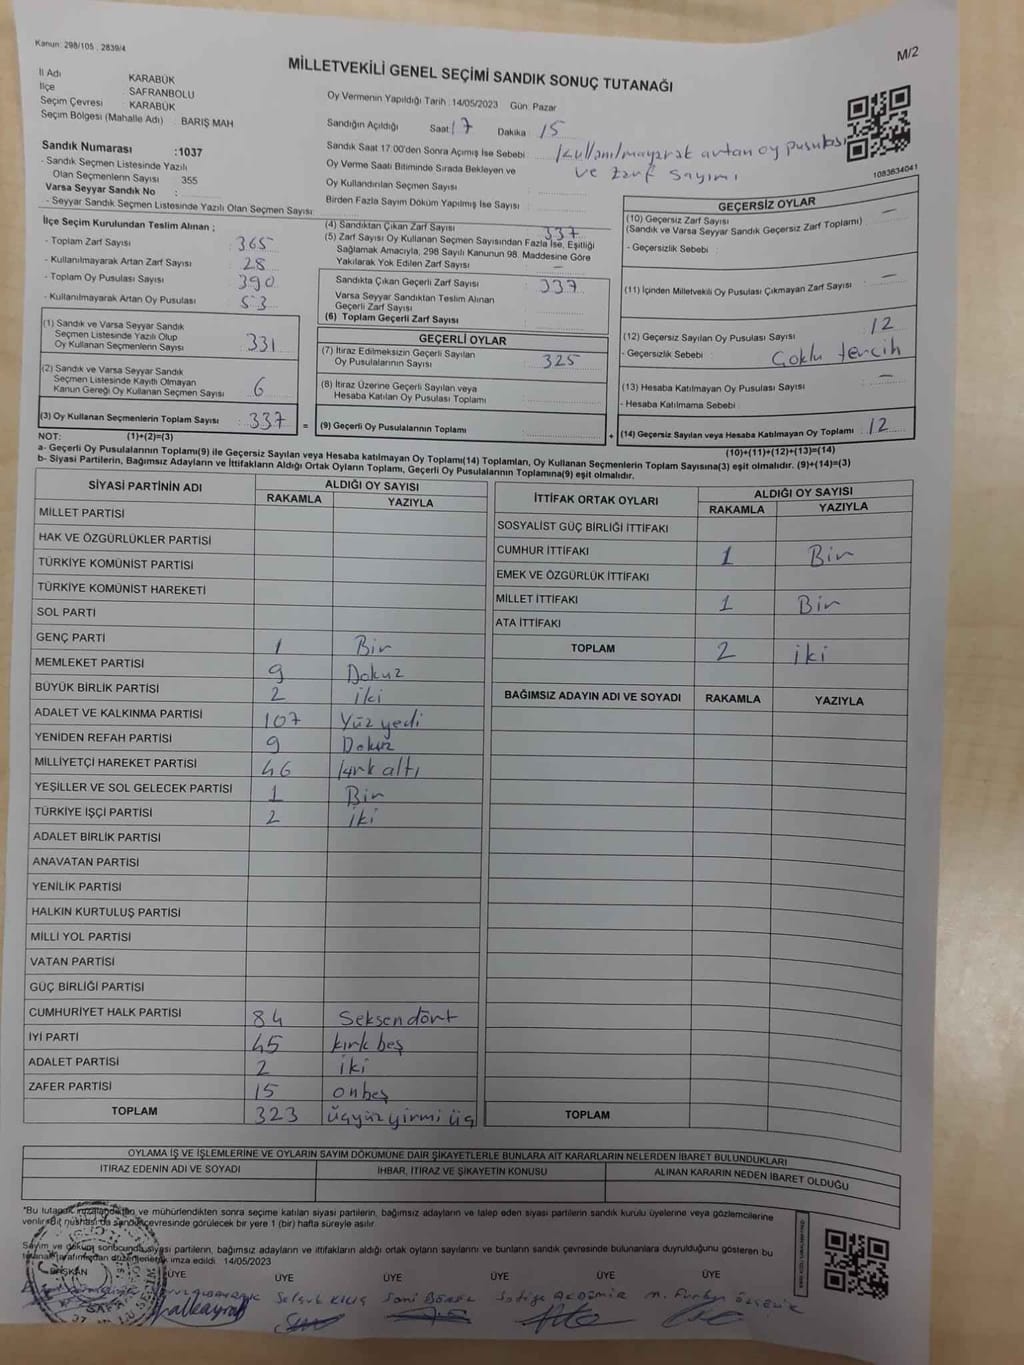 Kanun: 298/105 , 2839/4
M/2
MİLLETVEKİLİ GENEL SEÇİMİ SANDIK SONUÇ TUTANAĞI
İl Adı KARABÜK
İlçe SAFRANBOLU
Seçim Çevresi KARABÜK
Seçim Bölgesi (Mahalle Adı) : BARIŞ MAH
Sandık Numarası :1037
- Sandık Seçmen Listesinde Yazılı
Olan Seçmenlerin Sayısı 355
Varsa Seyyar Sandık No :
- Seyyar Sandık Seçmen Listesinde Yazılı Olan Seçmen Sayısı:
Oy Vermenin Yapıldığı Tarih : 14/05/2023 Gün: Pazar
Sandığın Açıldığı Saat 17 Dakika : 15
Sandık Saat 17:00'den Sonra Açılmış İse Sebebi : Kullanılmayarak artan oy pusulası
ve zarf sayımı
Oy Verme Saati Bitiminde Sırada Bekleyen ve
Oy Kullandırılan Seçmen Sayısı
Birden Fazla Sayım Döküm Yapılmış İse Sayısı :
108363404
İlçe Seçim Kurulundan Teslim Alınan ;
- Toplam Zarf Sayısı : 365
- Kullanılmayarak Artan Zarf Sayısı : 28
- Toplam Oy Pusulası Sayısı : 390
- Kullanılmayarak Artan Oy Pusulası : 53
(1) Sandık ve Varsa Seyyar Sandık
Seçmen Listesinde Yazılı Olup
Oy Kullanan Seçmenlerin Sayısı : 331
(2) Sandık ve Varsa Seyyar Sandık
Seçmen Listesinde Kayıtlı Olmayan
Kanun Gereği Oy Kullanan Seçmen Sayısı : 6
(3) Oy Kullanan Seçmenlerin Toplam Sayısı : 337
(4) Sandıktan Çıkan Zarf Sayısı : 337
(5) Zarf Sayısı Oy Kullanan Seçmen Sayısından Fazla İse, Eşitliği
Sağlamak Amacıyla, 298 Sayılı Kanunun 98. Maddesine Göre
Yakılarak Yok Edilen Zarf Sayısı : —
Sandıkta Çıkan Geçerli Zarf Sayısı : 337
Varsa Seyyar Sandıktan Teslim Alınan
Geçerli Zarf Sayısı
(6) Toplam Geçerli Zarf Sayısı
GEÇERLİ OYLAR
(7) İtiraz Edilmeksizin Geçerli Sayılan
Oy Pusulalarının Sayısı : 325
(8) İtiraz Üzerine Geçerli Sayılan veya
Hesaba Katılan Oy Pusulası Toplamı
= (9) Geçerli Oy Pusulalarının Toplamı
GEÇERSİZ OYLAR
(10) Geçersiz Zarf Sayısı : —
(Sandık ve Varsa Seyyar Sandık Geçersiz Zarf Toplamı)
- Geçersizlik Sebebi :
(11) İçinden Milletvekili Oy Pusulası Çıkmayan Zarf Sayısı : —
(12) Geçersiz Sayılan Oy Pusulası Sayısı : 12
- Geçersizlik Sebebi : Çoklu tercih
(13) Hesaba Katılmayan Oy Pusulası Sayısı : —
- Hesaba Katılmama Sebebi :
+ (14) Geçersiz Sayılan veya Hesaba Katılmayan Oy Toplamı : 12
NOT: (1)+(2)=(3) (10)+(11)+(12)+(13)=(14)
a- Geçerli Oy Pusulalarının Toplamı(9) ile Geçersiz Sayılan veya Hesaba Katılmayan Oy Toplamı(14) Toplamları, Oy Kullanan Seçmenlerin Toplam Sayısına(3) eşit olmalıdır. (9)+(14)=(3)
b- Siyasi Partilerin, Bağımsız Adayların ve İttifakların Aldığı Ortak Oyların Toplamı, Geçerli Oy Pusulalarının Toplamına(9) eşit olmalıdır.
SİYASİ PARTİNİN ADI ALDIĞI OY SAYISI
RAKAMLA YAZIYLA
MİLLET PARTİSİ
HAK VE ÖZGÜRLÜKLER PARTİSİ
TÜRKİYE KOMÜNİST PARTİSİ
TÜRKİYE KOMÜNİST HAREKETİ
SOL PARTİ
GENÇ PARTİ 1 Bir
MEMLEKET PARTİSİ 9 Dokuz
BÜYÜK BİRLİK PARTİSİ 2 iki
ADALET VE KALKINMA PARTİSİ 107 Yüz yedi
YENİDEN REFAH PARTİSİ 9 Dokuz
MİLLİYETÇİ HAREKET PARTİSİ 46 kırk altı
YEŞİLLER VE SOL GELECEK PARTİSİ 1 Bir
TÜRKİYE İŞÇİ PARTİSİ 2 iki
ADALET BİRLİK PARTİSİ
ANAVATAN PARTİSİ
YENİLİK PARTİSİ
HALKIN KURTULUŞ PARTİSİ
MİLLİ YOL PARTİSİ
VATAN PARTİSİ
GÜÇ BİRLİĞİ PARTİSİ
CUMHURİYET HALK PARTİSİ 84 Seksendört
İYİ PARTİ 45 kırk beş
ADALET PARTİSİ 2 iki
ZAFER PARTİSİ 15 onbeş
TOPLAM 323 üçyüzyirmi üç
İTTİFAK ORTAK OYLARI ALDIĞI OY SAYISI
RAKAMLA YAZIYLA
SOSYALİST GÜÇ BİRLİĞİ İTTİFAKI
CUMHUR İTTİFAKI 1 Bir
EMEK VE ÖZGÜRLÜK İTTİFAKI
MİLLET İTTİFAKI 1 Bir
ATA İTTİFAKI
TOPLAM 2 iki
BAĞIMSIZ ADAYIN ADI VE SOYADI RAKAMLA YAZIYLA
TOPLAM
OYLAMA İŞ VE İŞLEMLERİNE VE OYLARIN SAYIM DÖKÜMÜNE DAİR ŞİKAYETLERLE BUNLARA AİT KARARLARIN NELERDEN İBARET BULUNDUKLARI
İTİRAZ EDENİN ADI VE SOYADI İHBAR, İTİRAZ VE ŞİKAYETİN KONUSU ALINAN KARARIN NEDEN İBARET OLDUĞU
*Bu tutanak imzalandıktan ve mühürlendikten sonra seçime katılan siyasi partilerin, bağımsız adayların ve talep eden siyasi partilerin sandık kurulu üyelerine veya gözlemcilerine
verilir. Bir nüshası da sandık çevresinde görülecek bir yere 1 (bir) hafta süreyle asılır.
Sayım ve döküm sonucunda siyasi partilerin, bağımsız adayların ve ittifakların aldığı ortak oyların sayılarını ve bunların sandık çevresinde bulunanlara duyrulduğunu gösteren bu
tutanak tarafımızdan düzenlenerek imza edildi. 14/05/2023
BAŞKAN ÜYE ÜYE ÜYE ÜYE ÜYE ÜYE
Selçuk KILIÇ